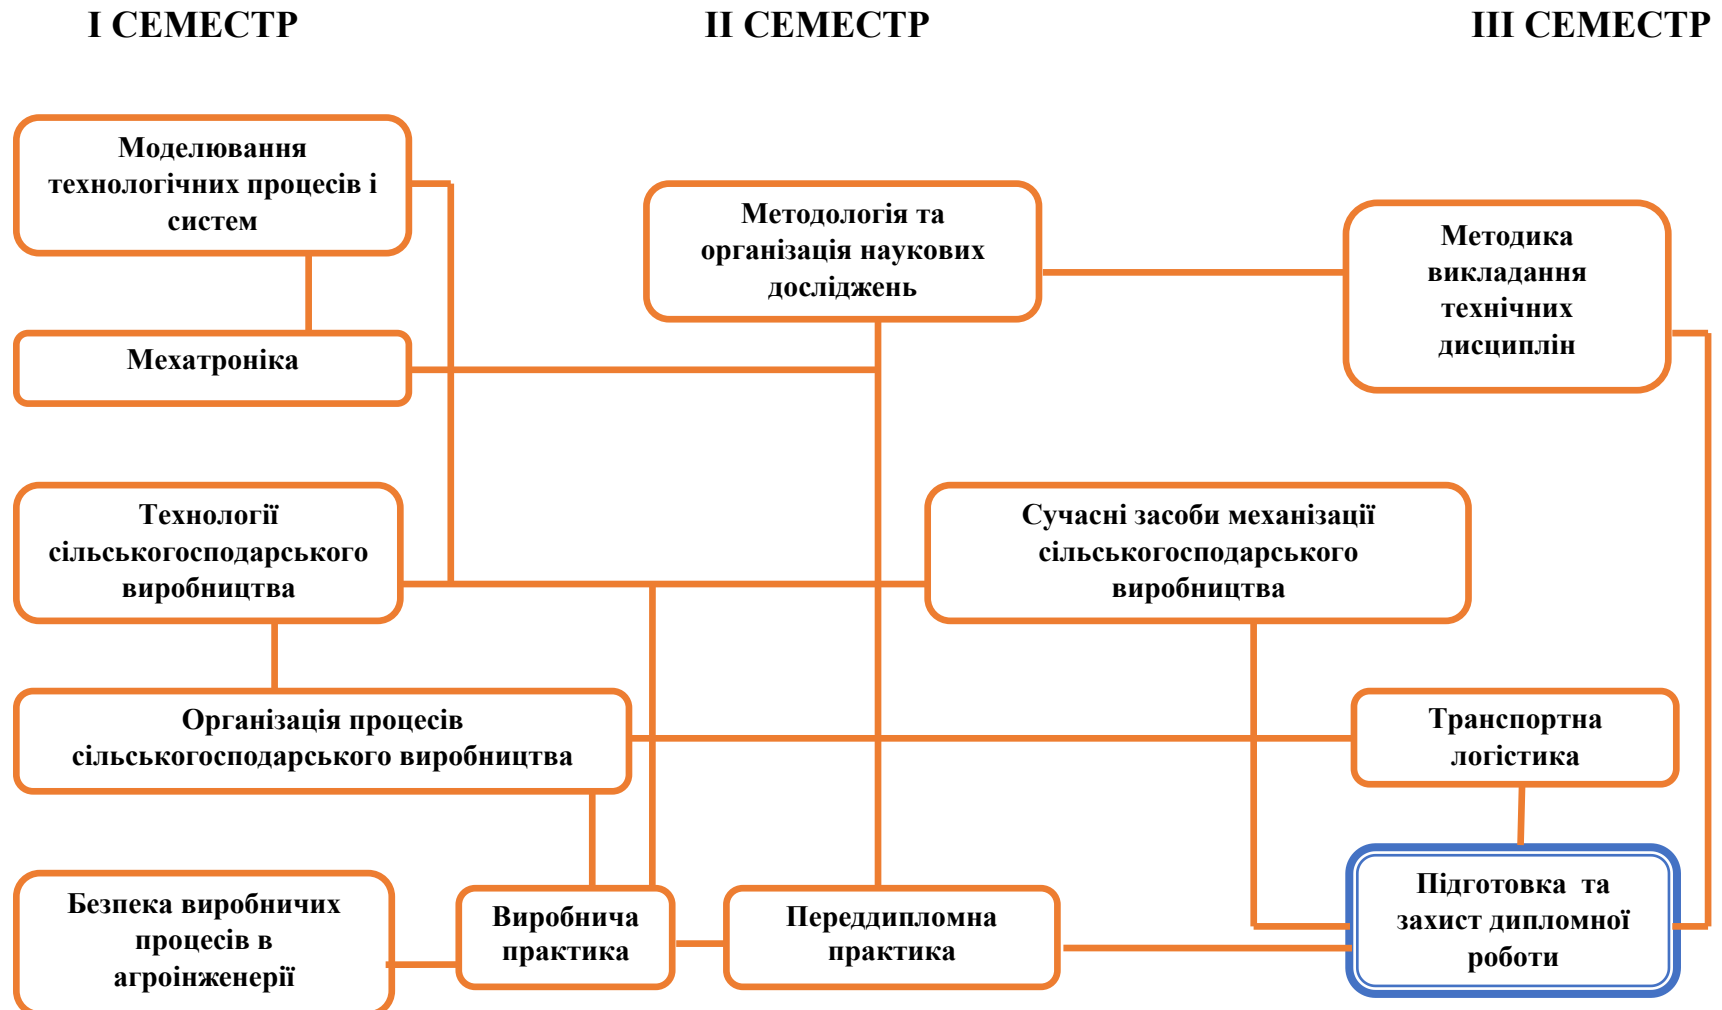 І СЕМЕСТР
ІІ СЕМЕСТР
ІІІ СЕМЕСТР
Моделювання
технологічних процесів і
систем
Методологія та
організація наукових
досліджень
Методика
викладання
технічних
дисциплін
Мехатроніка
Технології
сільськогосподарського
виробництва
Сучасні засоби механізації
сільськогосподарського
виробництва
Організація процесів
сільськогосподарського виробництва
Транспортна
логістика
Безпека виробничих
процесів в
агроінженерії
Виробнича
практика
Переддипломна
практика
Підготовка та
захист дипломної
роботи